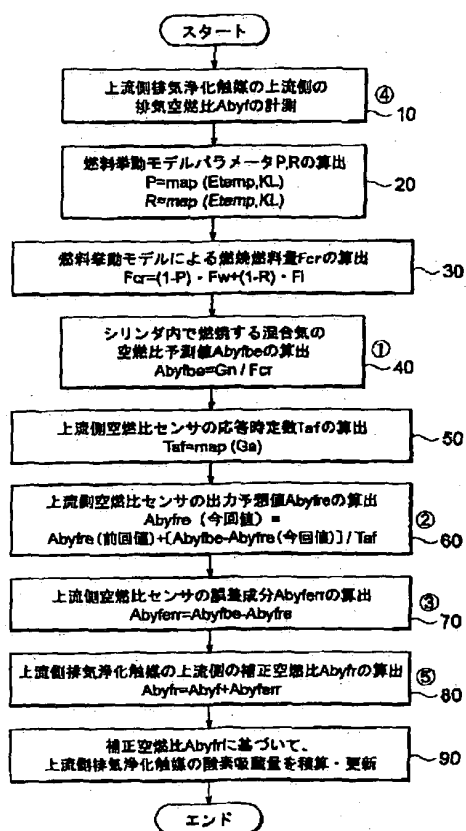 スタート
上流側排気浄化触媒の上流側の
排気空燃比Abyfの計測
④
10
燃料挙動モデルパラメータP,Rの算出
P=map (Etemp,KL)
R=map (Etemp,KL)
20
燃料挙動モデルによる燃焼燃料量Fcrの算出
Fcr=(1-P)・Fw+(1-R)・Fi
30
シリンダ内で燃焼する混合気の
空燃比予測値Abyfbeの算出
Abyfbe=Gn / Fcr
①
40
上流側空燃比センサの応答時定数Tafの算出
Taf=map (Ga)
50
上流側空燃比センサの出力予想値Abyfreの算出
Abyfre (今回値) =
Abyfre (前回値)+[Abyfbe-Abyfre (今回値)] / Taf
②
60
上流側空燃比センサの誤差成分Abyferrの算出
Abyferr=Abyfbe-Abyfre
③
70
上流側排気浄化触媒の上流側の補正空燃比Abyfrの算出
Abyfr=Abyf+Abyferr
⑤
80
補正空燃比Abyfrに基づいて、
上流側排気浄化触媒の酸素吸蔵量を積算・更新
90
エンド